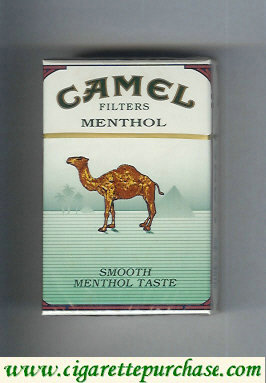 CAMEL
FILTERS
MENTHOL
SMOOTH
MENTHOL TASTE
www.cigarettepurchase.com